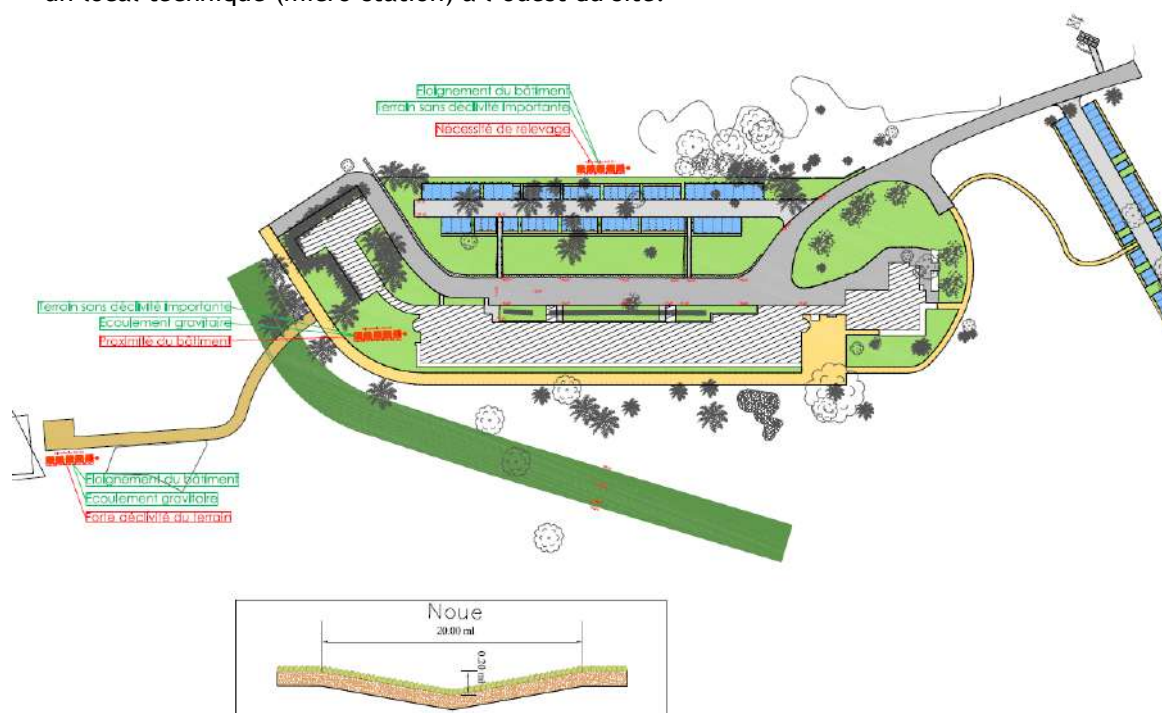 un local technique (micro-station) à l'ouest du site.
Eloignement du bâtiment
Terrain sans déclivité importante
Nécessité de relevage
Terrain sans déclivité importante
Ecoulement gravitaire
Proximité du bâtiment
Eloignement du bâtiment
Ecoulement gravitaire
Forte déclivité du terrain
Noue
20.00 ml
0.20 ml